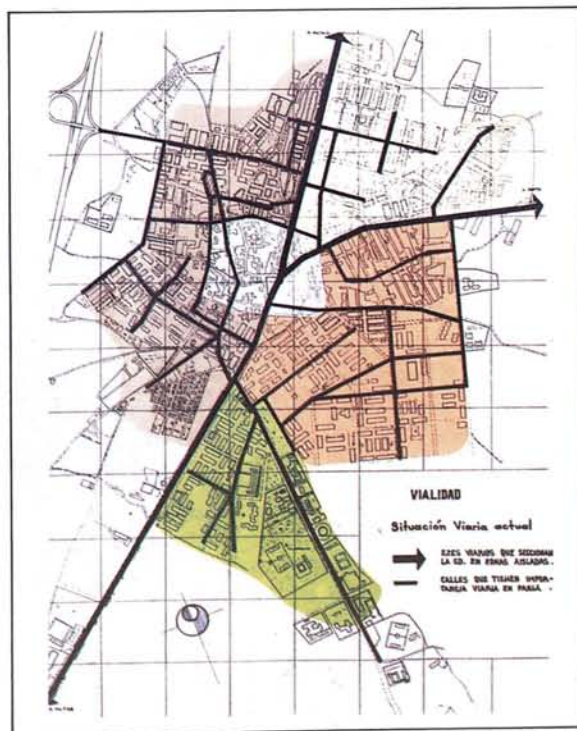 VIALIDAD
Situación Viaria actual
EJES VIARIOS QUE SECCIONAN
LA CD. EN ZONAS AISLADAS.
CALLES QUE TIENEN IMPOR-
TANCIA VIARIA EN PARLA.